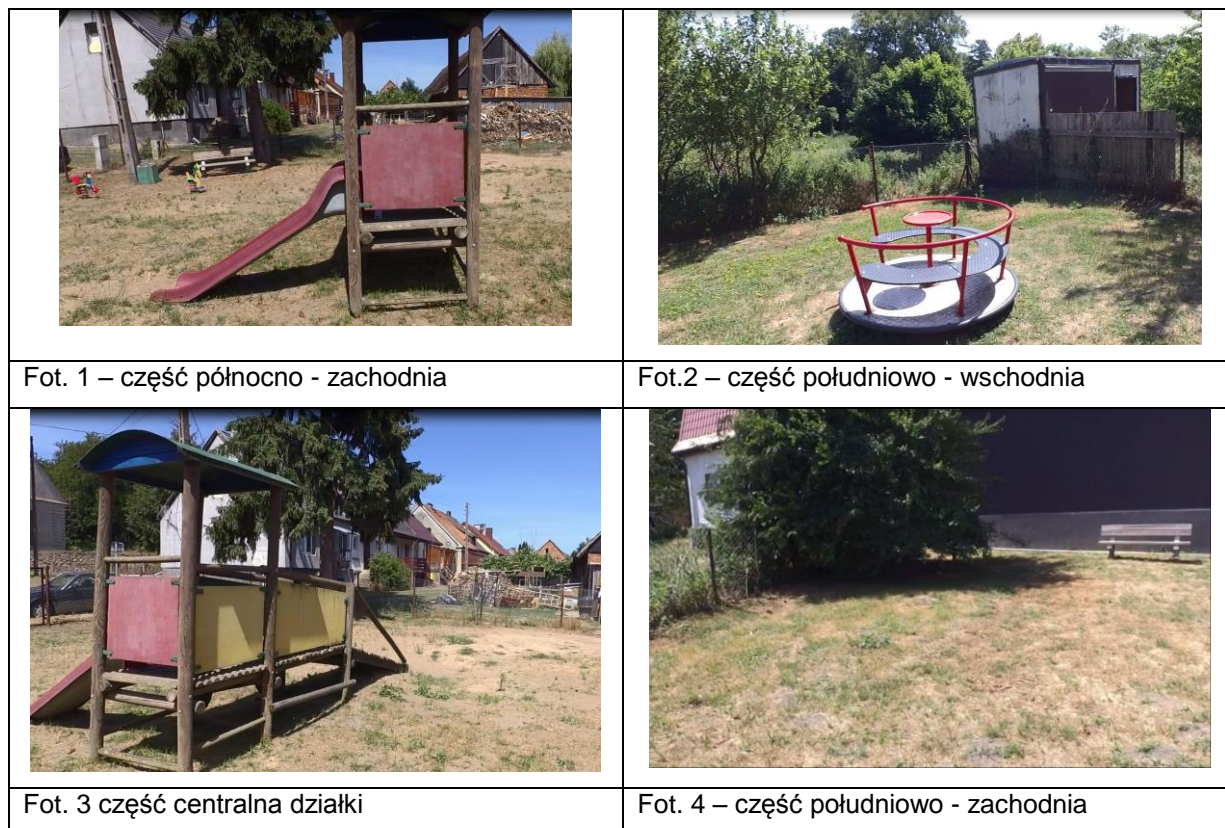 Fot. 1 – część północno - zachodnia
Fot.2 – część południowo - wschodnia
Fot. 3 część centralna działki
Fot. 4 – część południowo - zachodnia